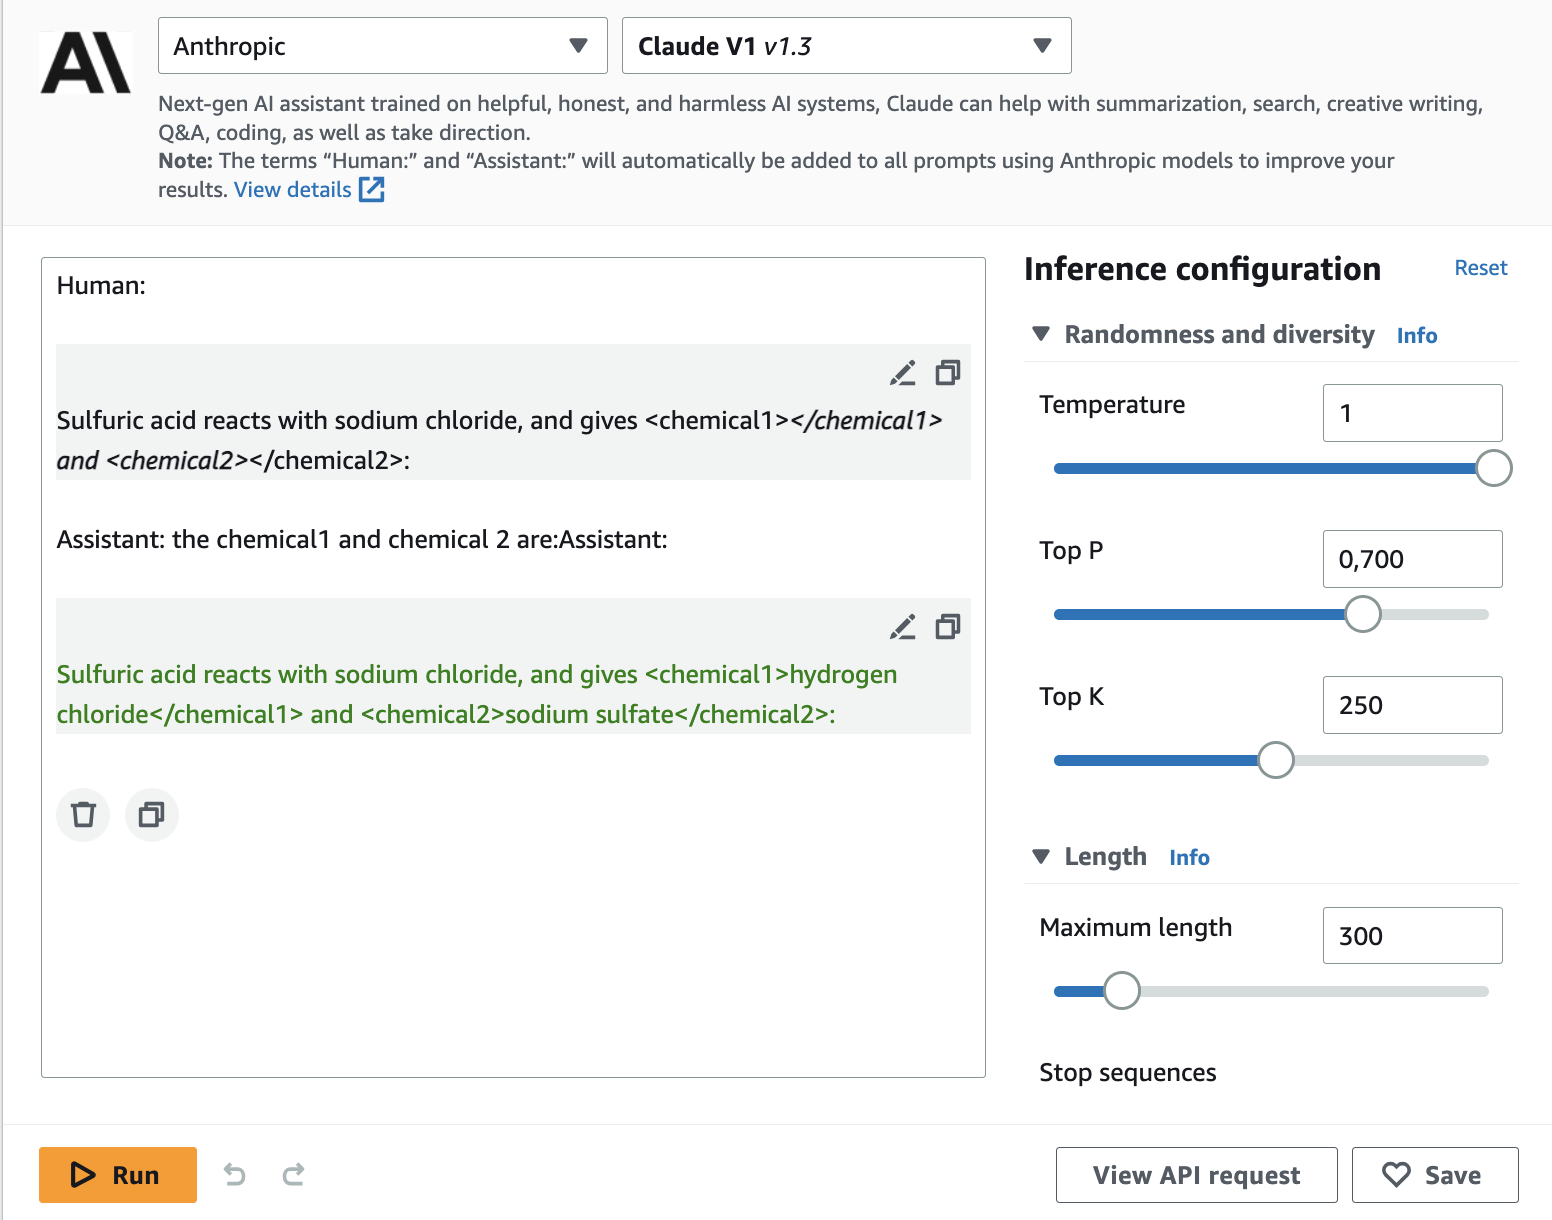 AI
Anthropic
Claude V1 v1.3
Next-gen AI assistant trained on helpful, honest, and harmless AI systems, Claude can help with summarization, search, creative writing,
Q&A, coding, as well as take direction.
Note: The terms “Human:” and “Assistant:” will automatically be added to all prompts using Anthropic models to improve your
results. View details
Human:
Sulfuric acid reacts with sodium chloride, and gives <chemical1></chemical1>
and <chemical2></chemical2>:
Assistant: the chemical1 and chemical 2 are:Assistant:
Sulfuric acid reacts with sodium chloride, and gives <chemical1>hydrogen
chloride</chemical1> and <chemical2>sodium sulfate</chemical2>:
Inference configuration
Reset
Randomness and diversity Info
Temperature
1
Top P
0,700
Top K
250
Length Info
Maximum length
300
Stop sequences
Run
View API request
Save